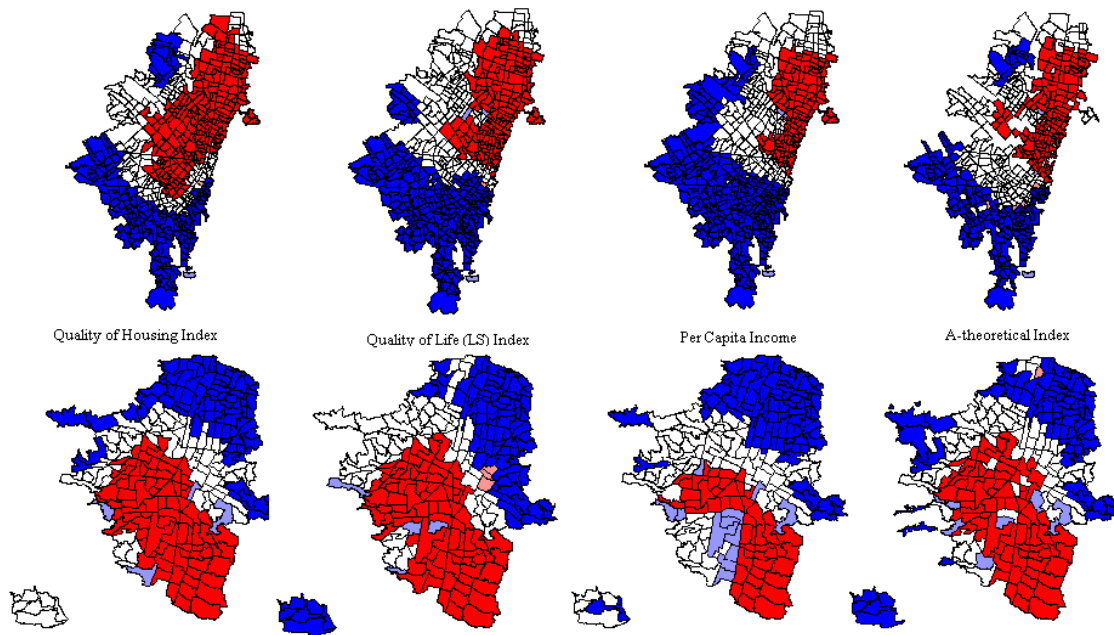 Quality of Housing Index
Quality of Life (LS) Index
Per Capita Income
A-theoretical Index